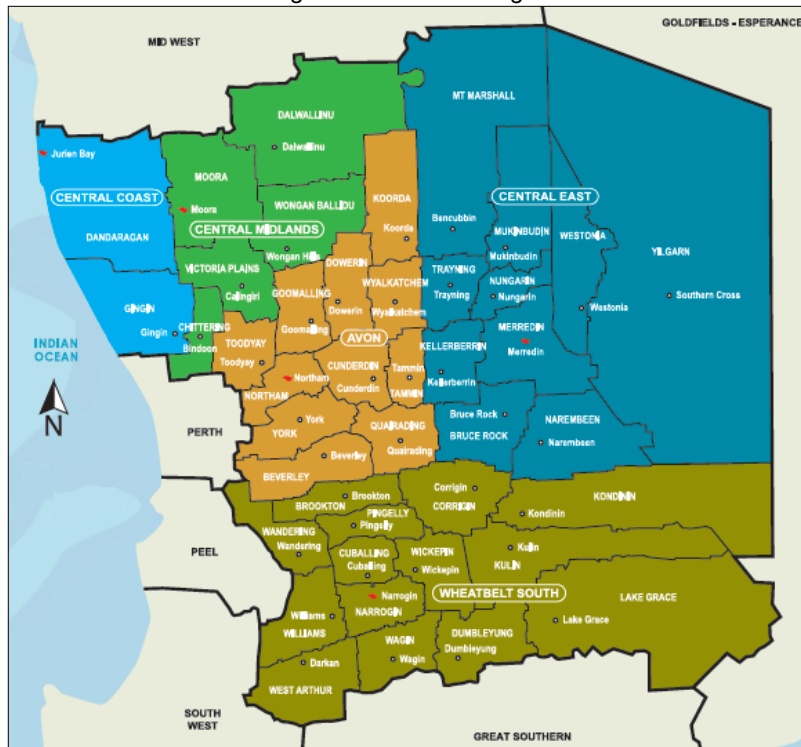 GOLDFIELDS - ESPERANCE
MID WEST
MT MARSHALL
DALWALLINU
Dalwallinu
Jurien Bay
MOORA
KOORDA
CENTRAL COAST
WONGAN BALLIDU
CENTRAL EAST
Moora
CENTRAL MIDLANDS
Koorda
Bencubbin
MUKINBUDIN
WESTONIA
DANDARAGAN
Wongan Hills
DOWERIN
Mukinbudin
YILGARN
VICTORIA PLAINS
TRAYNING
NUNGARIN
Calingiri
GOOMALLING
WYALKATCHEM
Trayning
Nungarin
Southern Cross
GINGIN
Dowerin
Wyalkatchem
Westonia
CHITTERING
Goomalling
MERREDIN
Gingin
Bindoon
TOODYAY
AVON
KELLERBERRIN
INDIAN
OCEAN
Toodyay
CUNDERDIN
Tammin
Merredin
Northam
Cunderdin
Kellerberrin
NORTHAM
TAMMIN
N
York
Bruce Rock
NAREMBEEN
PERTH
YORK
QUAIRADING
BRUCE ROCK
Quairading
Narembeen
Beverley
BEVERLEY
Brookton
Corrigin
KONDININ
BROOKTON
CORRIGIN
PINGELLY
Kondinin
Pingelly
WANDERING
Wandering
PEEL
CUBALLING
WICKEPIN
Kulin
Cuballing
Wickepin
KULIN
Narrogin
WHEATBELT SOUTH
LAKE GRACE
NARROGIN
Williams
Lake Grace
WILLIAMS
WAGIN
DUMBLEYUNG
Dumbleyung
Darkan
Wagin
WEST ARTHUR
SOUTH
WEST
GREAT SOUTHERN